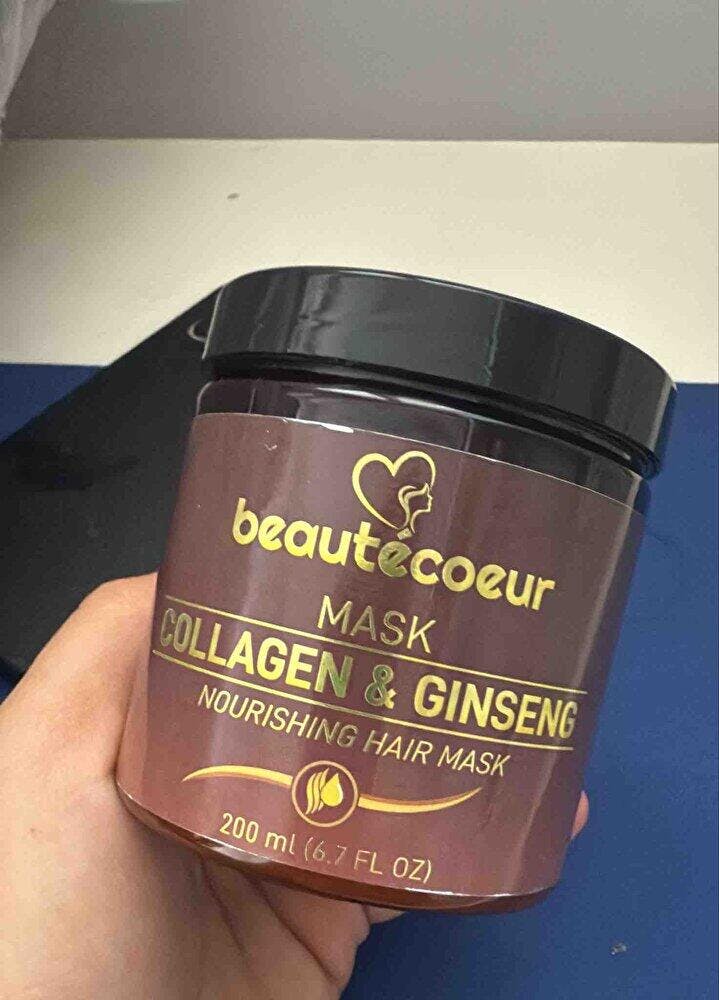 beautécoeur
MASK
COLLAGEN & GINSENG
NOURISHING HAIR MASK
200 ml (6.7 FL OZ)